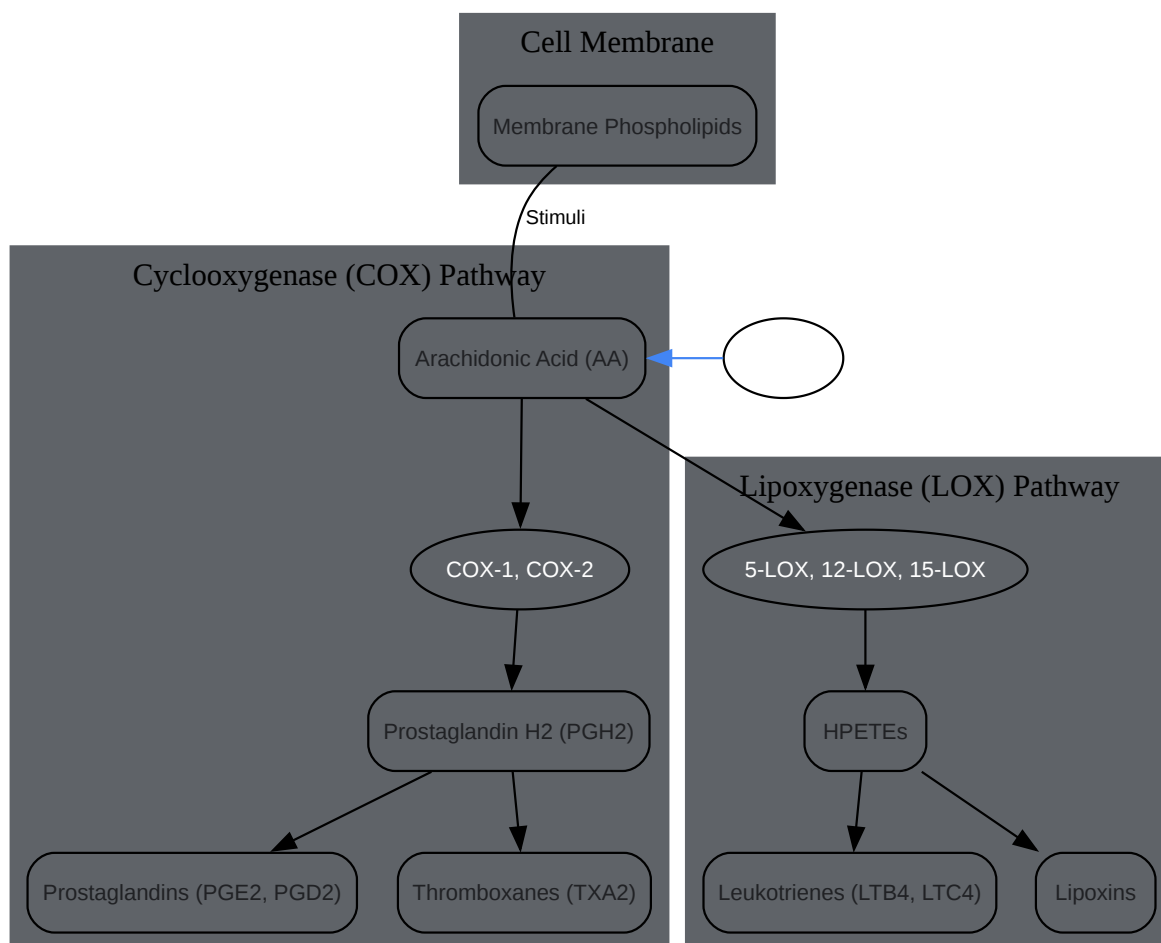 Cell Membrane
Membrane Phospholipids
Stimuli
Cyclooxygenase (COX) Pathway
Arachidonic Acid (AA)
Lipoxygenase (LOX) Pathway
COX-1, COX-2
5-LOX, 12-LOX, 15-LOX
Prostaglandin H2 (PGH2)
HPETEs
Prostaglandins (PGE2, PGD2)
Thromboxanes (TXA2)
Leukotrienes (LTB4, LTC4)
Lipoxins